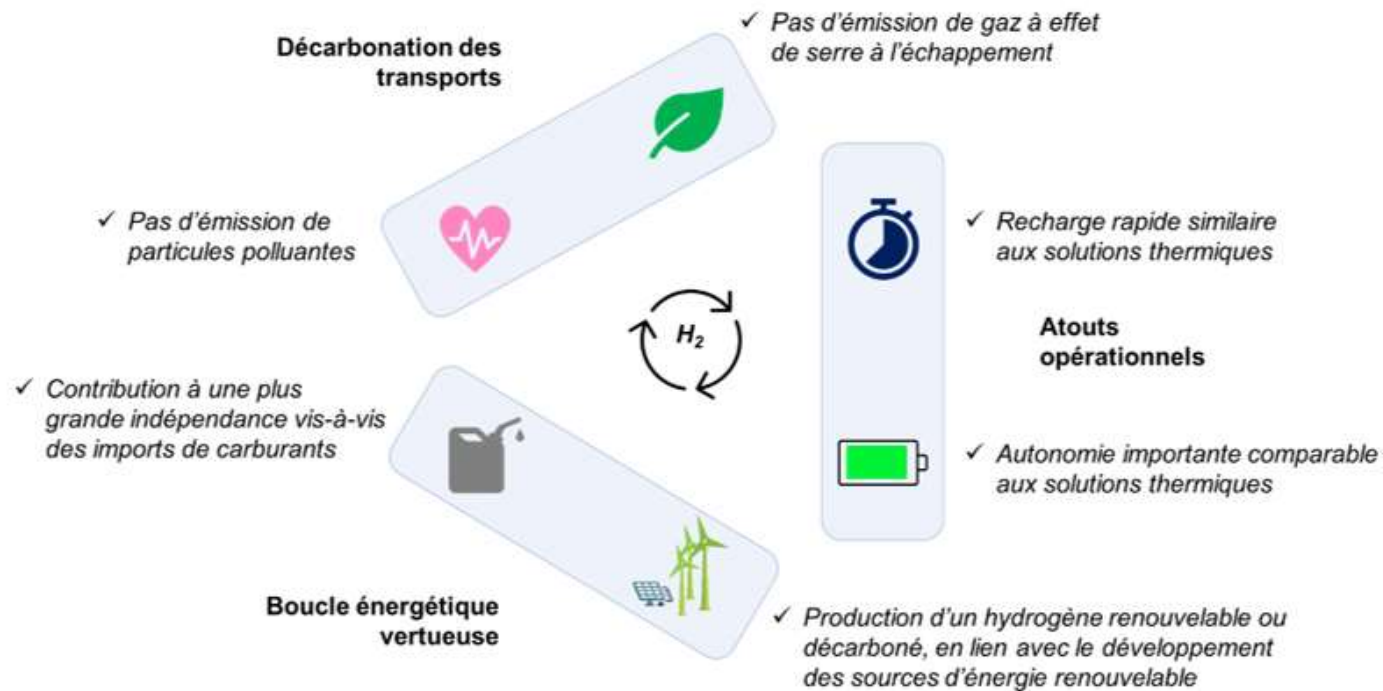 Décarbonation des
transports
✓ Pas d'émission de gaz à effet
de serre à l'échappement
✓ Pas d'émission de
particules polluantes
✓ Recharge rapide similaire
aux solutions thermiques
H₂
Atouts
opérationnels
✓ Contribution à une plus
grande indépendance vis-à-vis
des imports de carburants
✓ Autonomie importante comparable
aux solutions thermiques
Boucle énergétique
vertueuse
✓ Production d'un hydrogène renouvelable ou
décarboné, en lien avec le développement
des sources d'énergie renouvelable